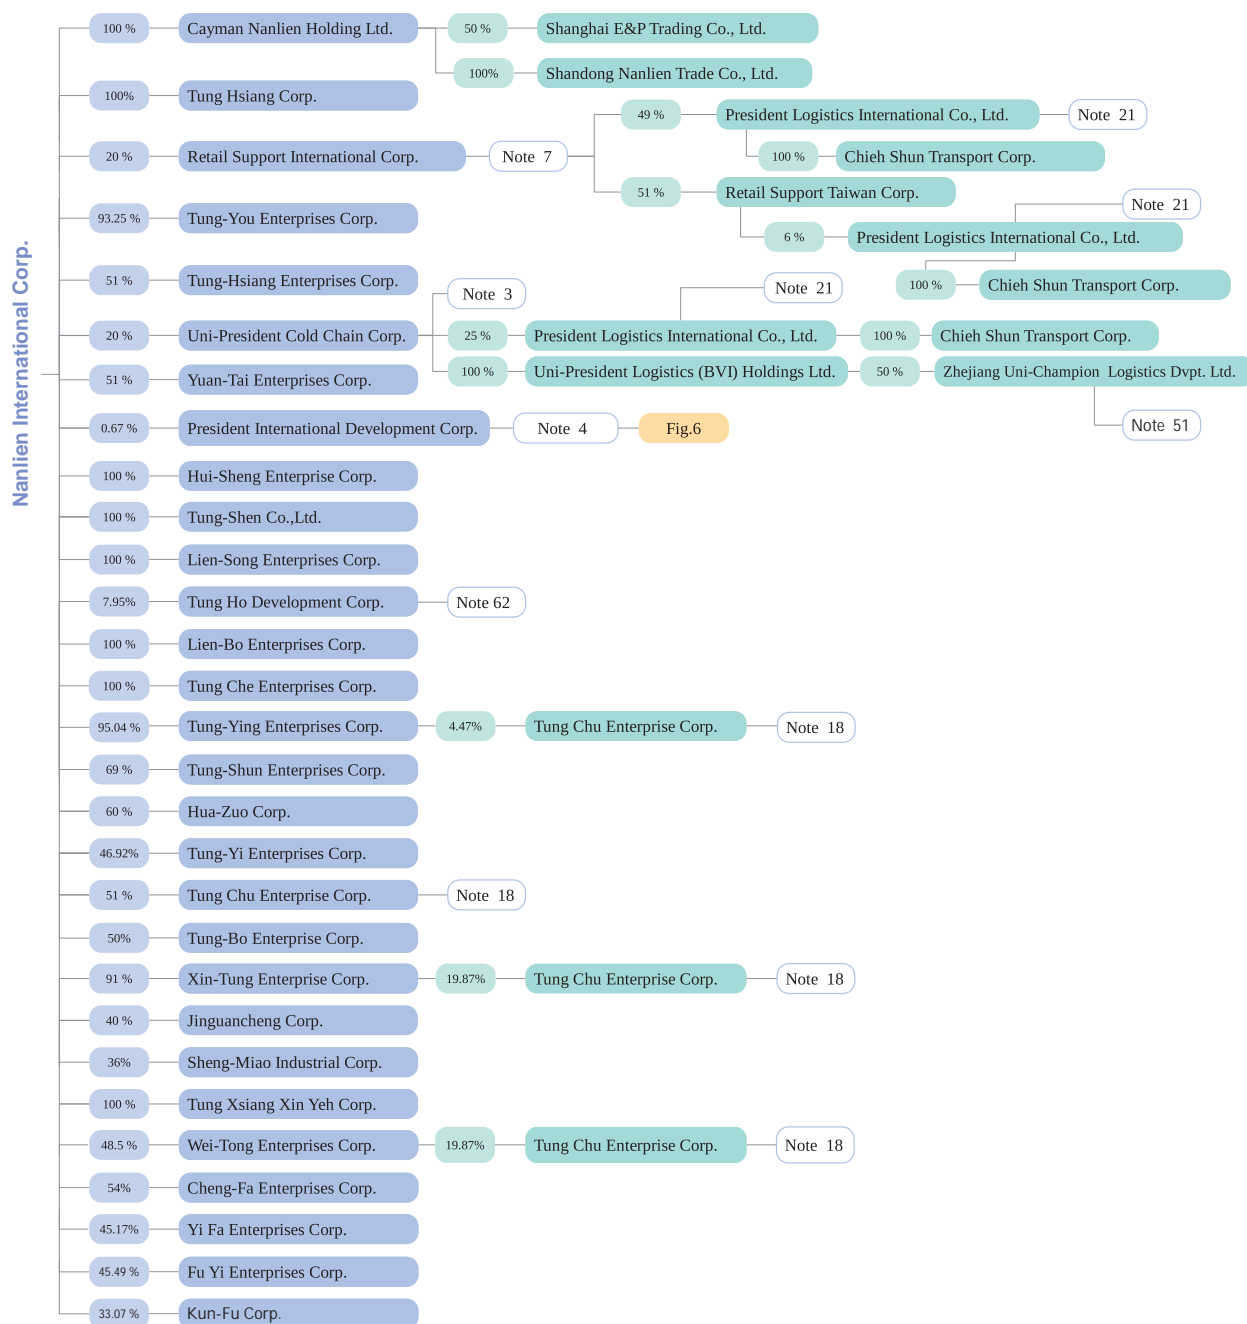 Nanlien International Corp.
100 % Cayman Nanlien Holding Ltd. 50 % Shanghai E&P Trading Co., Ltd.
100% Shandong Nanlien Trade Co., Ltd.
100% Tung Hsiang Corp.
49 % President Logistics International Co., Ltd. Note 21
20 % Retail Support International Corp. Note 7 100 % Chieh Shun Transport Corp.
51 % Retail Support Taiwan Corp.
Note 21
93.25 % Tung-You Enterprises Corp.
6 % President Logistics International Co., Ltd.
51 % Tung-Hsiang Enterprises Corp.
100 % Chieh Shun Transport Corp.
Note 3 Note 21
20 % Uni-President Cold Chain Corp. 25 % President Logistics International Co., Ltd. 100 % Chieh Shun Transport Corp.
100 % Uni-President Logistics (BVI) Holdings Ltd. 50 % Zhejiang Uni-Champion Logistics Dvpt. Ltd.
51 % Yuan-Tai Enterprises Corp.
Note 51
0.67 % President International Development Corp. Note 4 Fig.6
100 % Hui-Sheng Enterprise Corp.
100 % Tung-Shen Co.,Ltd.
100 % Lien-Song Enterprises Corp.
7.95% Tung Ho Development Corp. Note 62
100 % Lien-Bo Enterprises Corp.
100 % Tung Che Enterprises Corp.
95.04 % Tung-Ying Enterprises Corp. 4.47% Tung Chu Enterprise Corp. Note 18
69 % Tung-Shun Enterprises Corp.
60 % Hua-Zuo Corp.
46.92% Tung-Yi Enterprises Corp.
51 % Tung Chu Enterprise Corp. Note 18
50% Tung-Bo Enterprise Corp.
91 % Xin-Tung Enterprise Corp. 19.87% Tung Chu Enterprise Corp. Note 18
40 % Jinguancheng Corp.
36% Sheng-Miao Industrial Corp.
100 % Tung Xsiang Xin Yeh Corp.
48.5 % Wei-Tong Enterprises Corp. 19.87% Tung Chu Enterprise Corp. Note 18
54% Cheng-Fa Enterprises Corp.
45.17% Yi Fa Enterprises Corp.
45.49 % Fu Yi Enterprises Corp.
33.07 % Kun-Fu Corp.